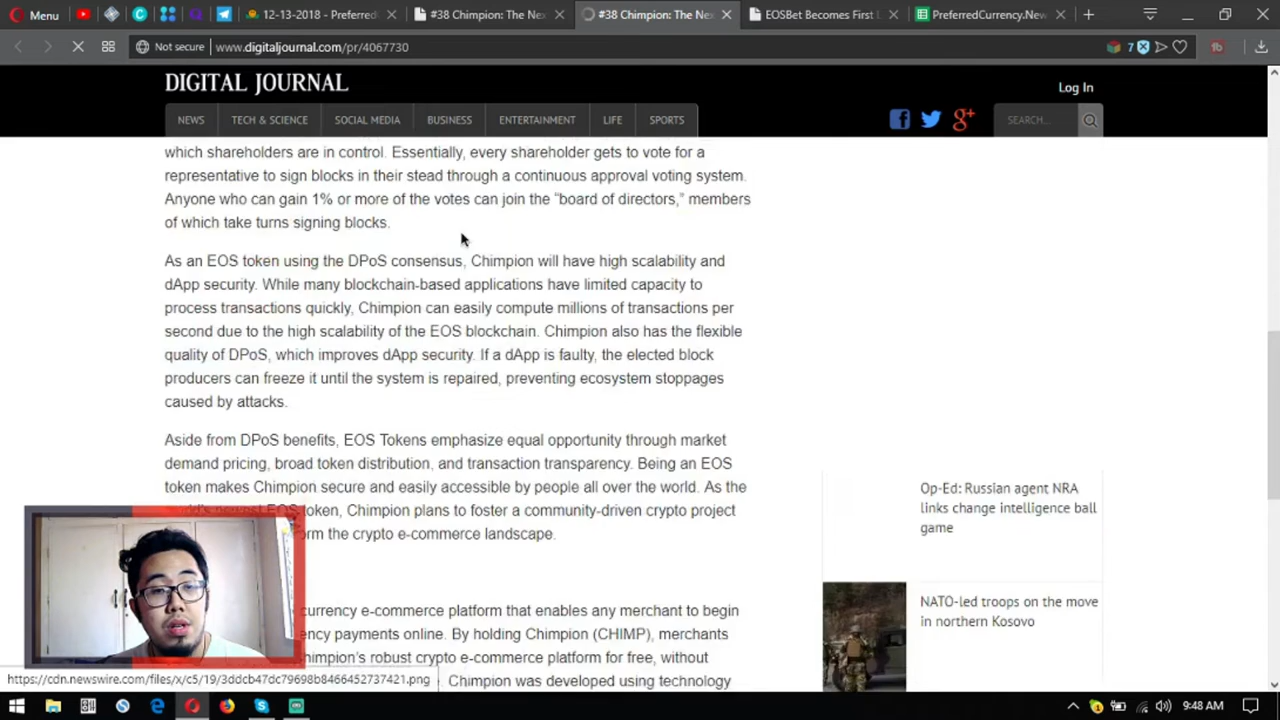 Menu
12-13-2018 - Preferred
#38 Chimpion: The Nex
#38 Chimpion: The Nex
EOSBet Becomes First L
PreferredCurrency.New
Not secure
www.digitaljournal.com/pr/4067730
7
DIGITAL JOURNAL
Log In
NEWS
TECH & SCIENCE
SOCIAL MEDIA
BUSINESS
ENTERTAINMENT
LIFE
SPORTS
SEARCH...
which shareholders are in control. Essentially, every shareholder gets to vote for a
representative to sign blocks in their stead through a continuous approval voting system.
Anyone who can gain 1% or more of the votes can join the “board of directors,” members
of which take turns signing blocks.
As an EOS token using the DPoS consensus, Chimpion will have high scalability and
dApp security. While many blockchain-based applications have limited capacity to
process transactions quickly, Chimpion can easily compute millions of transactions per
second due to the high scalability of the EOS blockchain. Chimpion also has the flexible
quality of DPoS, which improves dApp security. If a dApp is faulty, the elected block
producers can freeze it until the system is repaired, preventing ecosystem stoppages
caused by attacks.
Aside from DPoS benefits, EOS Tokens emphasize equal opportunity through market
demand pricing, broad token distribution, and transaction transparency. Being an EOS
token makes Chimpion secure and easily accessible by people all over the world. As the
token, Chimpion plans to foster a community-driven crypto project
the crypto e-commerce landscape.
currency e-commerce platform that enables any merchant to begin
payments online. By holding Chimpion (CHIMP), merchants
robust crypto e-commerce platform for free, without
Chimpion was developed using technology
Op-Ed: Russian agent NRA
links change intelligence ball
game
NATO-led troops on the move
in northern Kosovo
https://cdn.newswire.com/files/x/c5/19/3ddcb47dc79698b8466452737421.png
9:48 AM